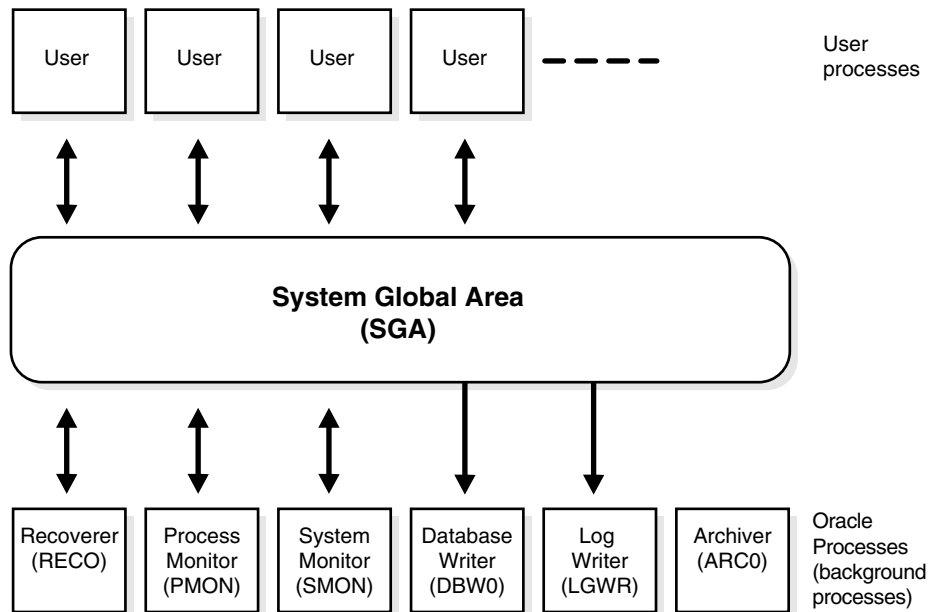 User
User
User
User
User
processes
System Global Area
(SGA)
Recoverer
(RECO)
Process
Monitor
(PMON)
System
Monitor
(SMON)
Database
Writer
(DBW0)
Log
Writer
(LGWR)
Archiver
(ARC0)
Oracle
Processes
(background
processes)